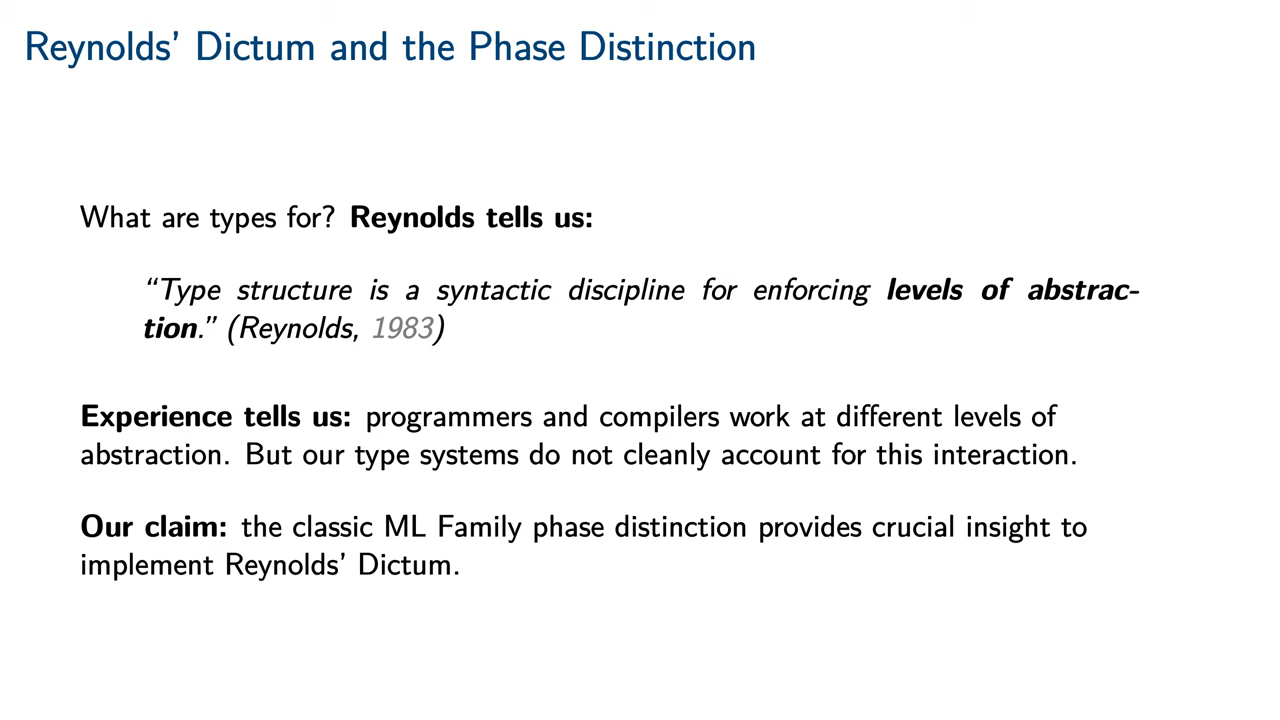 Reynolds’ Dictum and the Phase Distinction
What are types for? Reynolds tells us:
“Type structure is a syntactic discipline for enforcing levels of abstrac-
tion.” (Reynolds, 1983)
Experience tells us: programmers and compilers work at different levels of
abstraction. But our type systems do not cleanly account for this interaction.
Our claim: the classic ML Family phase distinction provides crucial insight to
implement Reynolds’ Dictum.